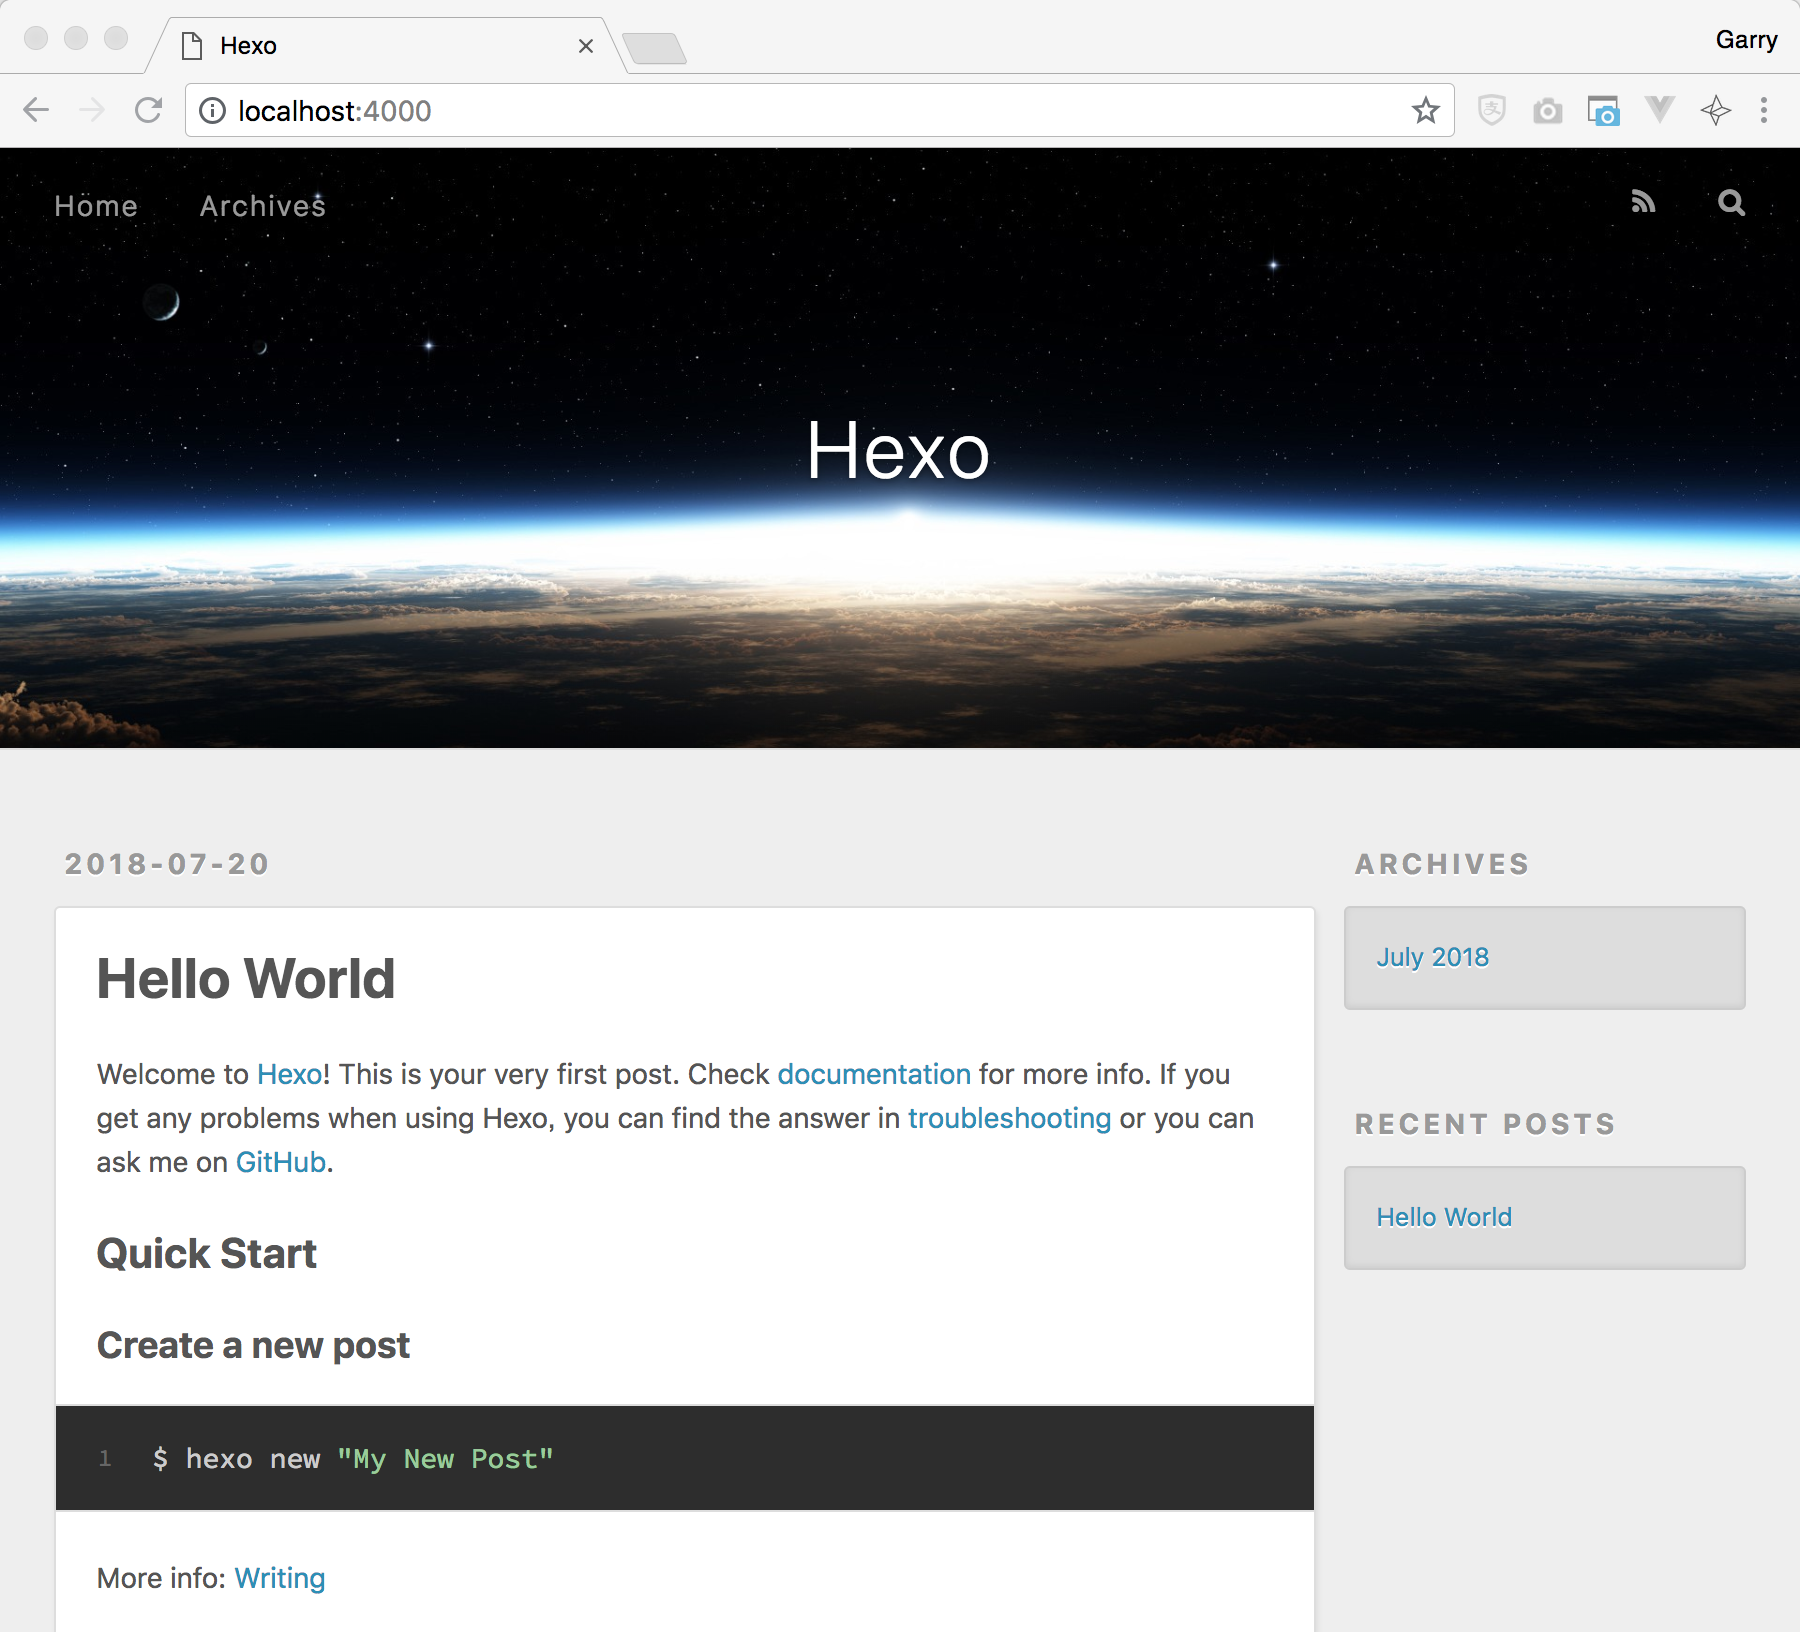 Hexo
Garry
localhost:4000
Home Archives
Hexo
2018-07-20
Hello World
Welcome to Hexo! This is your very first post. Check documentation for more info. If you
get any problems when using Hexo, you can find the answer in troubleshooting or you can
ask me on GitHub.
Quick Start
Create a new post
1 $ hexo new "My New Post"
More info: Writing
ARCHIVES
July 2018
RECENT POSTS
Hello World